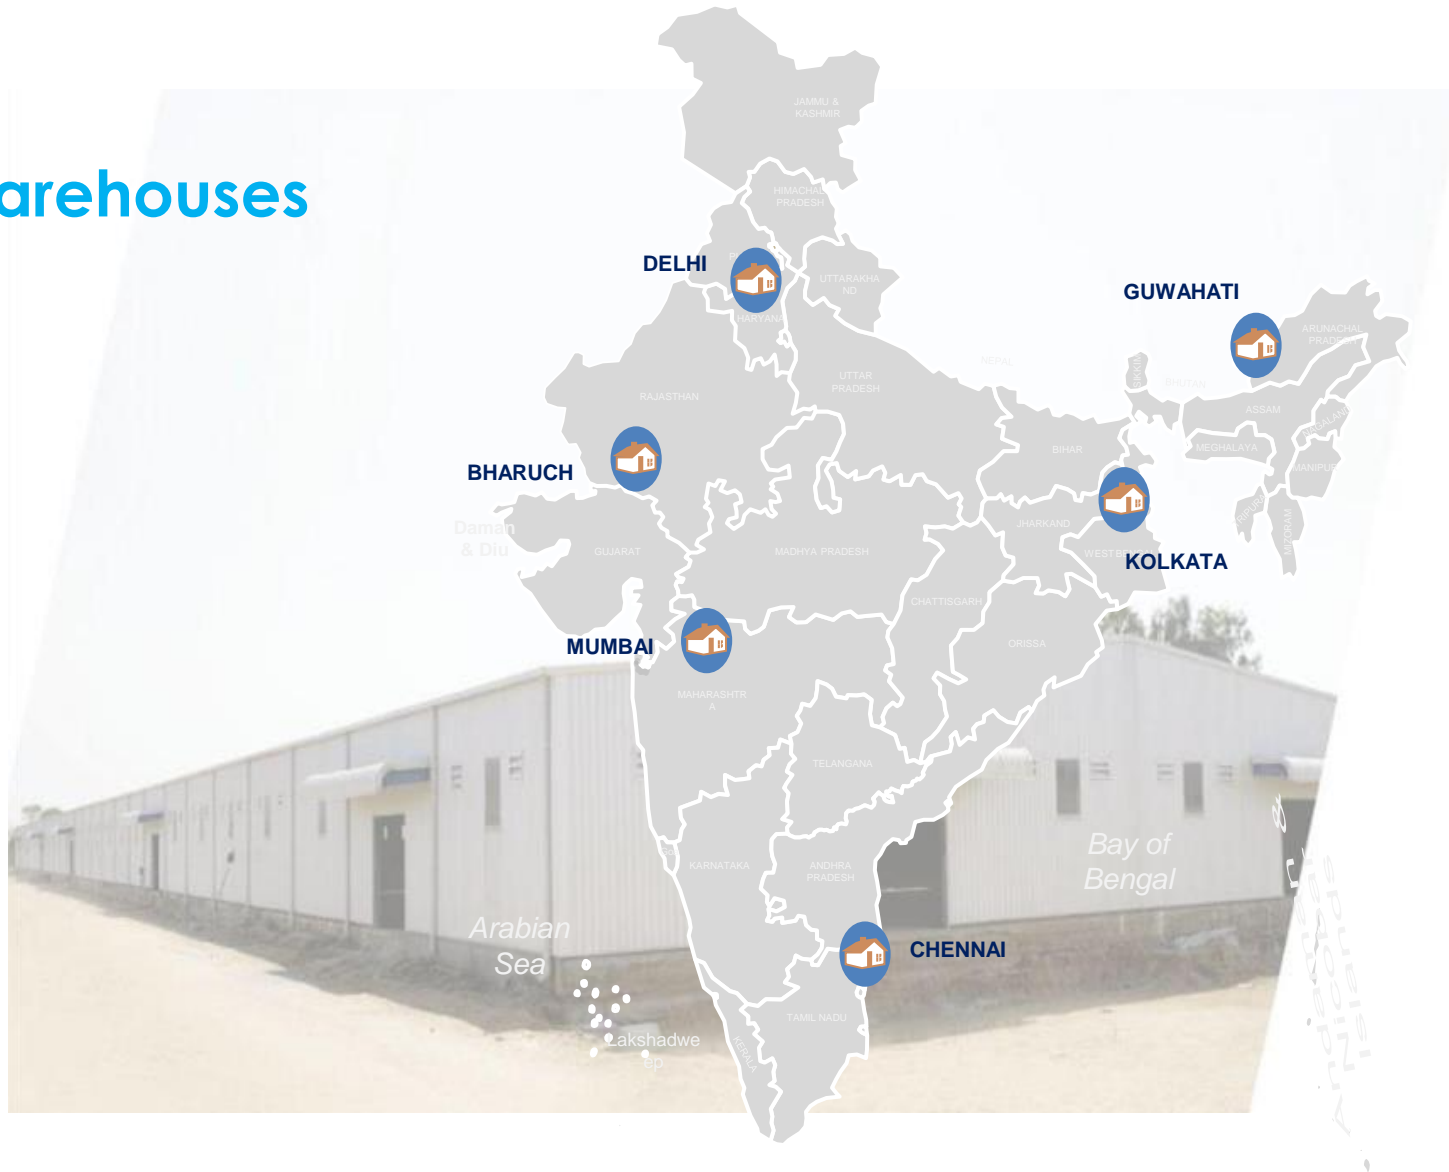 arehouses
JAMMU &
KASHMIR
HIMACHAL
PRADESH
DELHI
UTTARAKHA
ND
HARYANA
GUWAHATI
ARUNACHAL
PRADESH
NEPAL
SIKKIM
BHUTAN
UTTAR
PRADESH
RAJASTHAN
ASSAM
NAGALAND
BIHAR
MEGHALAYA
MANIPUR
BHARUCH
Daman
& Diu
GUJARAT
MADHYA PRADESH
JHARKAND
WEST BENGAL
KOLKATA
TRIPURA
MIZORAM
CHATTISGARH
MUMBAI
ORISSA
MAHARASHTR
A
TELANGANA
KARNATAKA
ANDHRA
PRADESH
Bay of
Bengal
Arabian
Sea
CHENNAI
TAMIL NADU
KERALA
Lakshadwe
ep